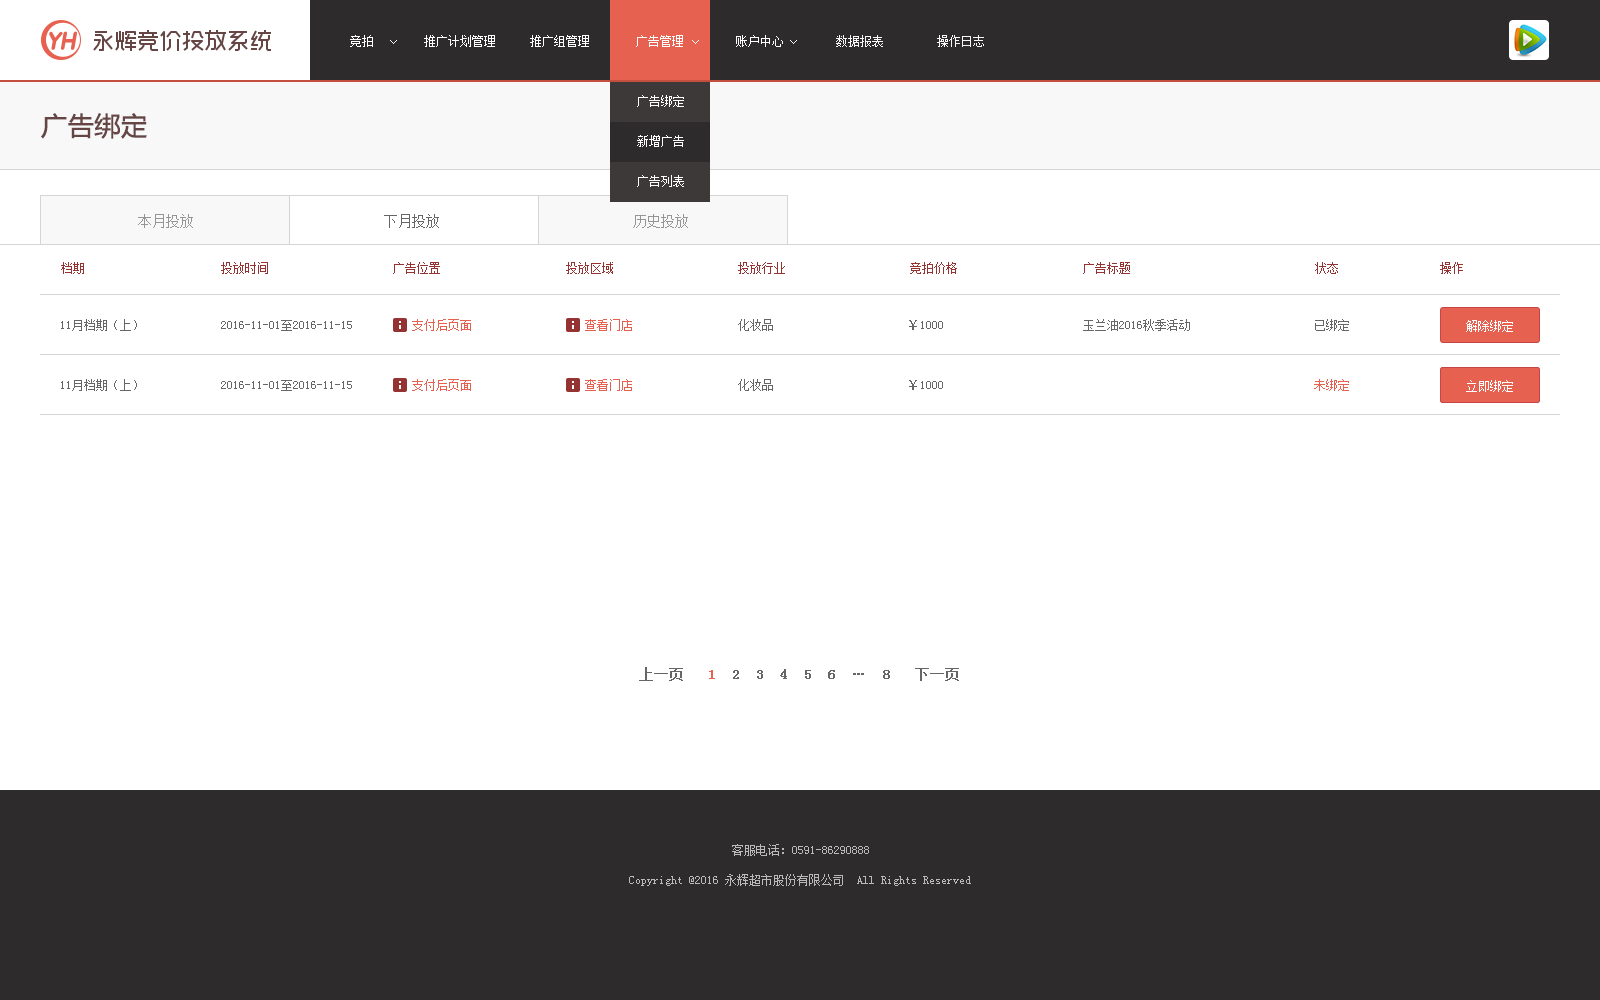 YH 永辉竞价投放系统
竞拍 推广计划管理 推广组管理 广告管理 账户中心 数据报表 操作日志
广告绑定
新增广告
广告列表
广告绑定
本月投放 下月投放 历史投放
档期 投放时间 广告位置 投放区域 投放行业 竞拍价格 广告标题 状态 操作
11月档期（上） 2016-11-01至2016-11-15 支付后页面 查看门店 化妆品 ￥1000 玉兰油2016秋季活动 已绑定 解除绑定
11月档期（上） 2016-11-01至2016-11-15 支付后页面 查看门店 化妆品 ￥1000 未绑定 立即绑定
上一页 1 2 3 4 5 6 ··· 8 下一页
客服电话：0591-86290888
Copyright @2016 永辉超市股份有限公司 All Rights Reserved